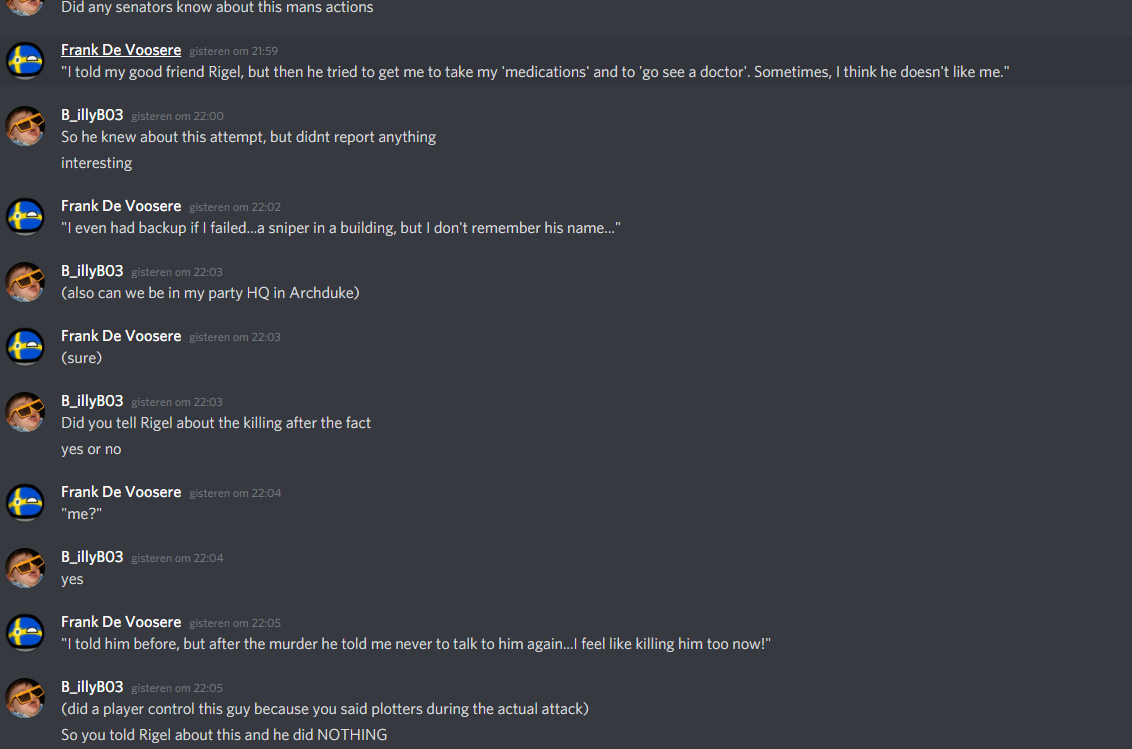 Did any senators know about this mans actions
Frank De Voosere gisteren om 21:59
"I told my good friend Rigel, but then he tried to get me to take my 'medications' and to 'go see a doctor'. Sometimes, I think he doesn't like me."
B_illyB03 gisteren om 22:00
So he knew about this attempt, but didnt report anything
interesting
Frank De Voosere gisteren om 22:02
"I even had backup if I failed...a sniper in a building, but I don't remember his name..."
B_illyB03 gisteren om 22:03
(also can we be in my party HQ in Archduke)
Frank De Voosere gisteren om 22:03
(sure)
B_illyB03 gisteren om 22:03
Did you tell Rigel about the killing after the fact
yes or no
Frank De Voosere gisteren om 22:04
"me?"
B_illyB03 gisteren om 22:04
yes
Frank De Voosere gisteren om 22:05
"I told him before, but after the murder he told me never to talk to him again...I feel like killing him too now!"
B_illyB03 gisteren om 22:05
(did a player control this guy because you said plotters during the actual attack)
So you told Rigel about this and he did NOTHING